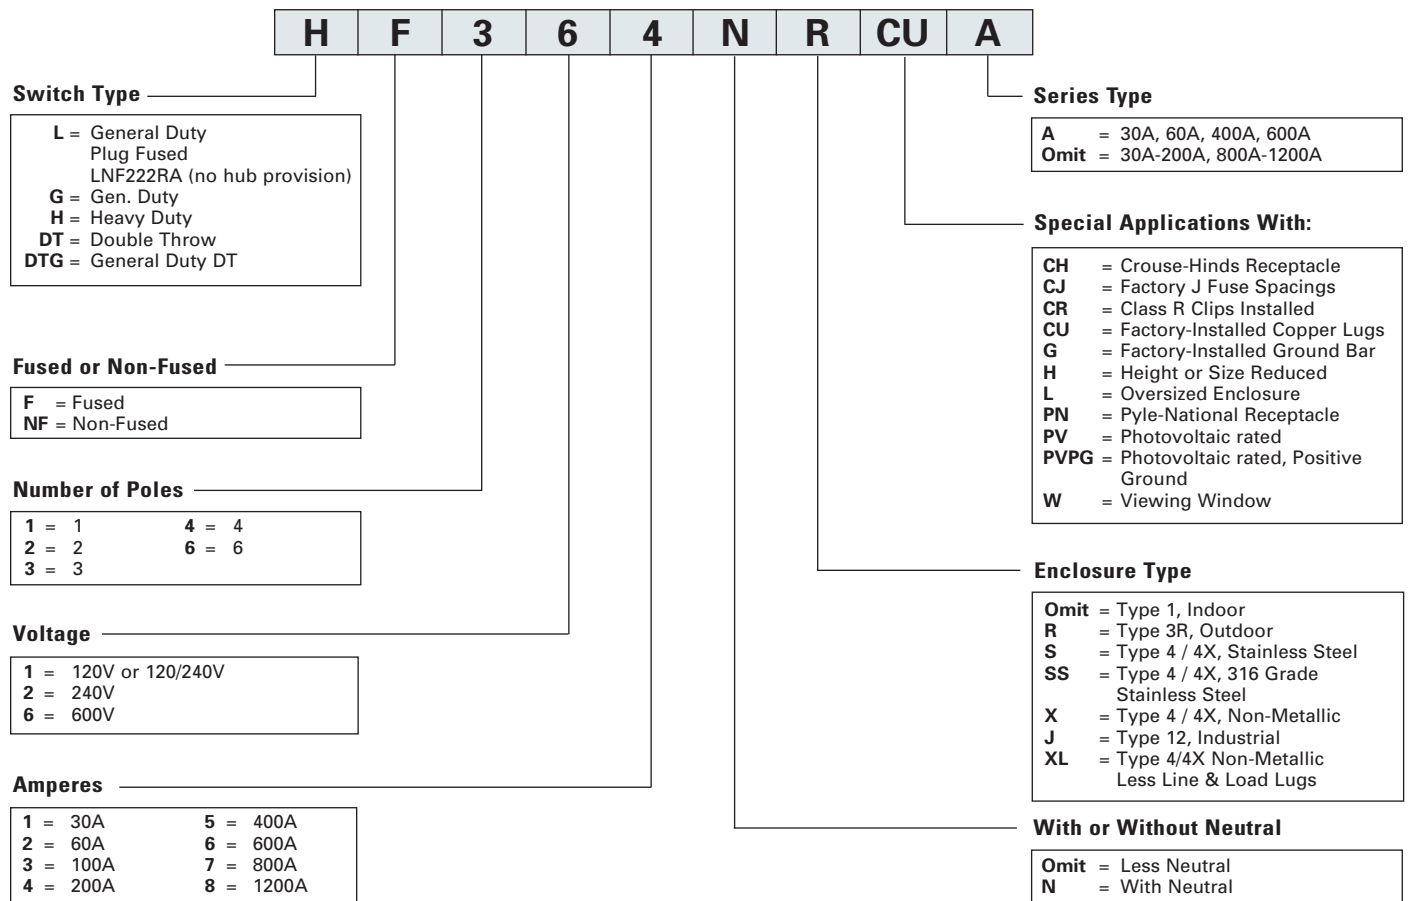 H F 3 6 4 N R CU A
Switch Type
L = General Duty
Plug Fused
LNF222RA (no hub provision)
G = Gen. Duty
H = Heavy Duty
DT = Double Throw
DTG = General Duty DT
Fused or Non-Fused
F = Fused
NF = Non-Fused
Number of Poles
1 = 1 4 = 4
2 = 2 6 = 6
3 = 3
Voltage
1 = 120V or 120/240V
2 = 240V
6 = 600V
Amperes
1 = 30A 5 = 400A
2 = 60A 6 = 600A
3 = 100A 7 = 800A
4 = 200A 8 = 1200A
Series Type
A = 30A, 60A, 400A, 600A
Omit = 30A-200A, 800A-1200A
Special Applications With:
CH = Crouse-Hinds Receptacle
CJ = Factory J Fuse Spacings
CR = Class R Clips Installed
CU = Factory-Installed Copper Lugs
G = Factory-Installed Ground Bar
H = Height or Size Reduced
L = Oversized Enclosure
PN = Pyle-National Receptacle
PV = Photovoltaic rated
PVPG = Photovoltaic rated, Positive
Ground
W = Viewing Window
Enclosure Type
Omit = Type 1, Indoor
R = Type 3R, Outdoor
S = Type 4 / 4X, Stainless Steel
SS = Type 4 / 4X, 316 Grade
Stainless Steel
X = Type 4 / 4X, Non-Metallic
J = Type 12, Industrial
XL = Type 4/4X Non-Metallic
Less Line & Load Lugs
With or Without Neutral
Omit = Less Neutral
N = With Neutral